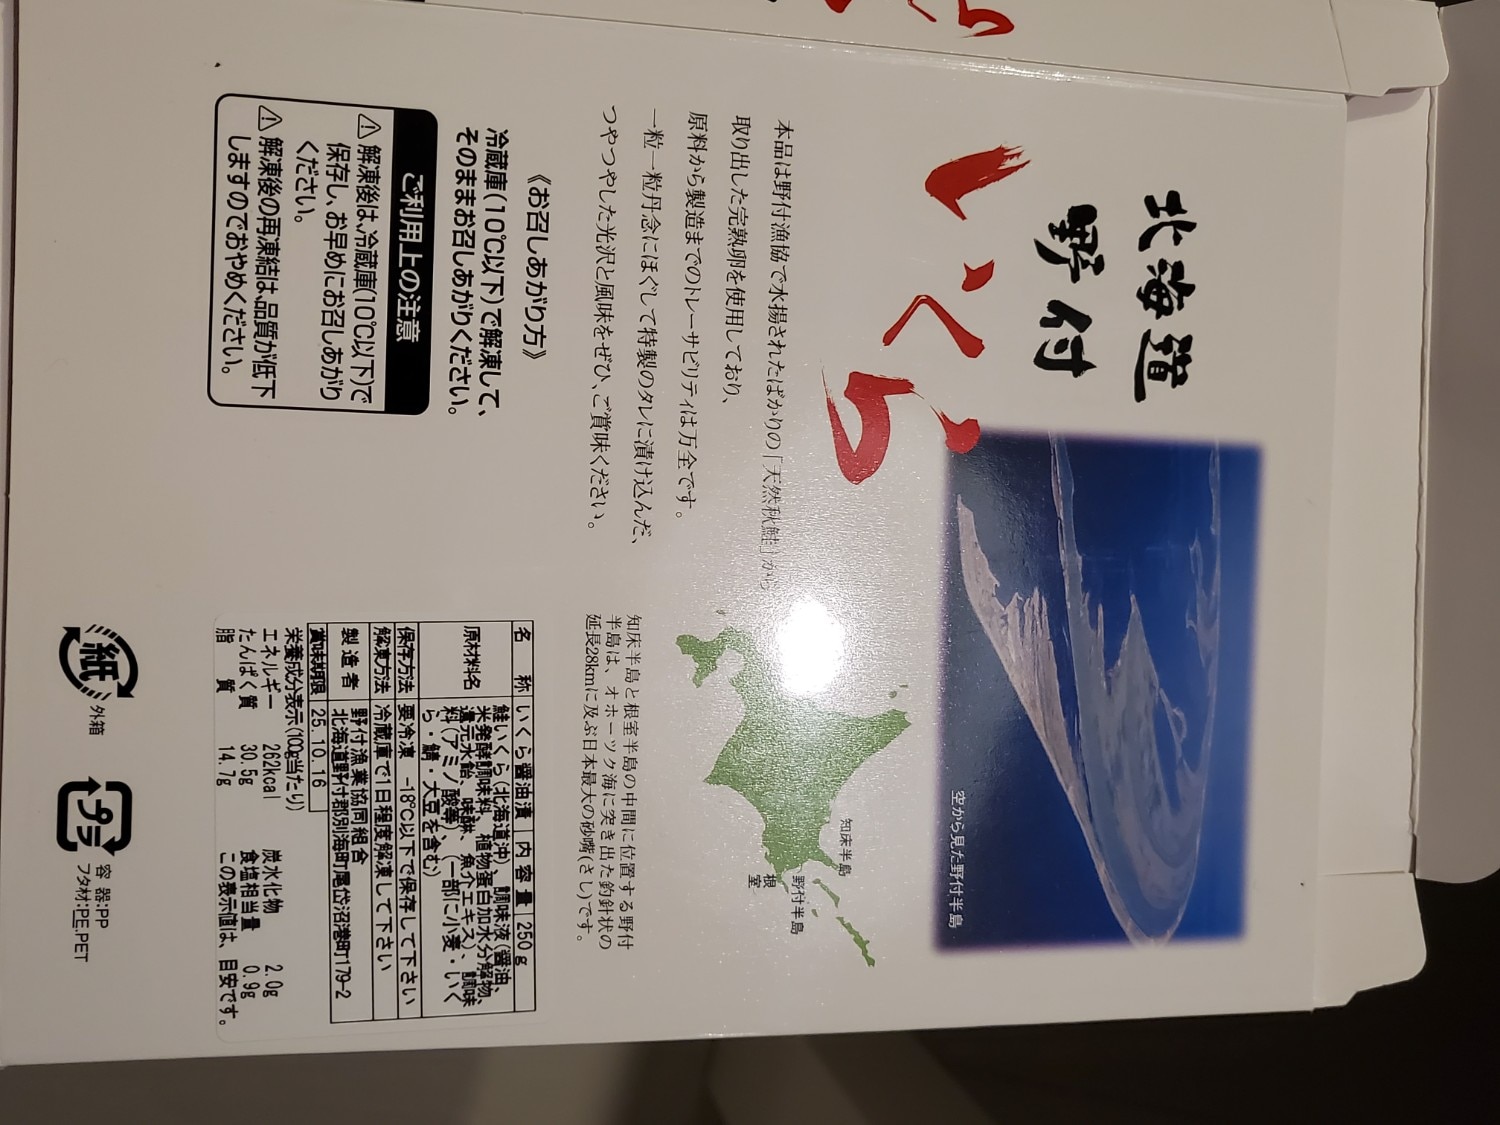 いくら
北海道
野付
いくら
空から見た野付半島
本品は野付漁協で水揚されたばかりの「天然秋鮭」から
取り出した完熟卵を使用しており、
原料から製造までのトレーサビリティは万全です。
一粒一粒丹念にほぐして特製のタレに漬け込んだ、
つやつやした光沢と風味をぜひ、ご賞味ください。
知床半島
野付半島
根室
知床半島と根室半島の中間に位置する野付
半島は、オホーツク海に突き出た釣針状の
延長28kmに及ぶ日本最大の砂嘴(さし)です。
《お召しあがり方》
冷蔵庫(10℃以下)で解凍して、
そのままお召しあがりください。
ご利用上の注意
⚠解凍後は、冷蔵庫(10℃以下)で
保存し、お早めにお召しあがり
ください。
⚠解凍後の再凍結は、品質が低下
しますのでおやめください。
名 称 いくら醤油漬 内容量 250g
原材料名 鮭いくら(北海道沖)、調味液(醤油、
米発酵調味料、植物蛋白加水分解物、
還元水飴、味醂、魚介エキス)、調味
料(アミノ酸等)、(一部に小麦・いく
ら・鯖・大豆を含む)
保存方法 要冷凍 -18℃以下で保存して下さい
解凍方法 冷蔵庫で1日程度解凍して下さい
製造者 野付漁業協同組合
北海道野付郡別海町尾岱沼港町179-2
賞味期限 25.10.16
栄養成分表示(100g当たり)
エネルギー 262kcal 炭水化物 2.0g
たんぱく質 30.5g 食塩相当量 0.9g
脂 質 14.7g この表示値は、目安です。
紙 外箱
プラ 容 器:PP
フタ材:PE,PET